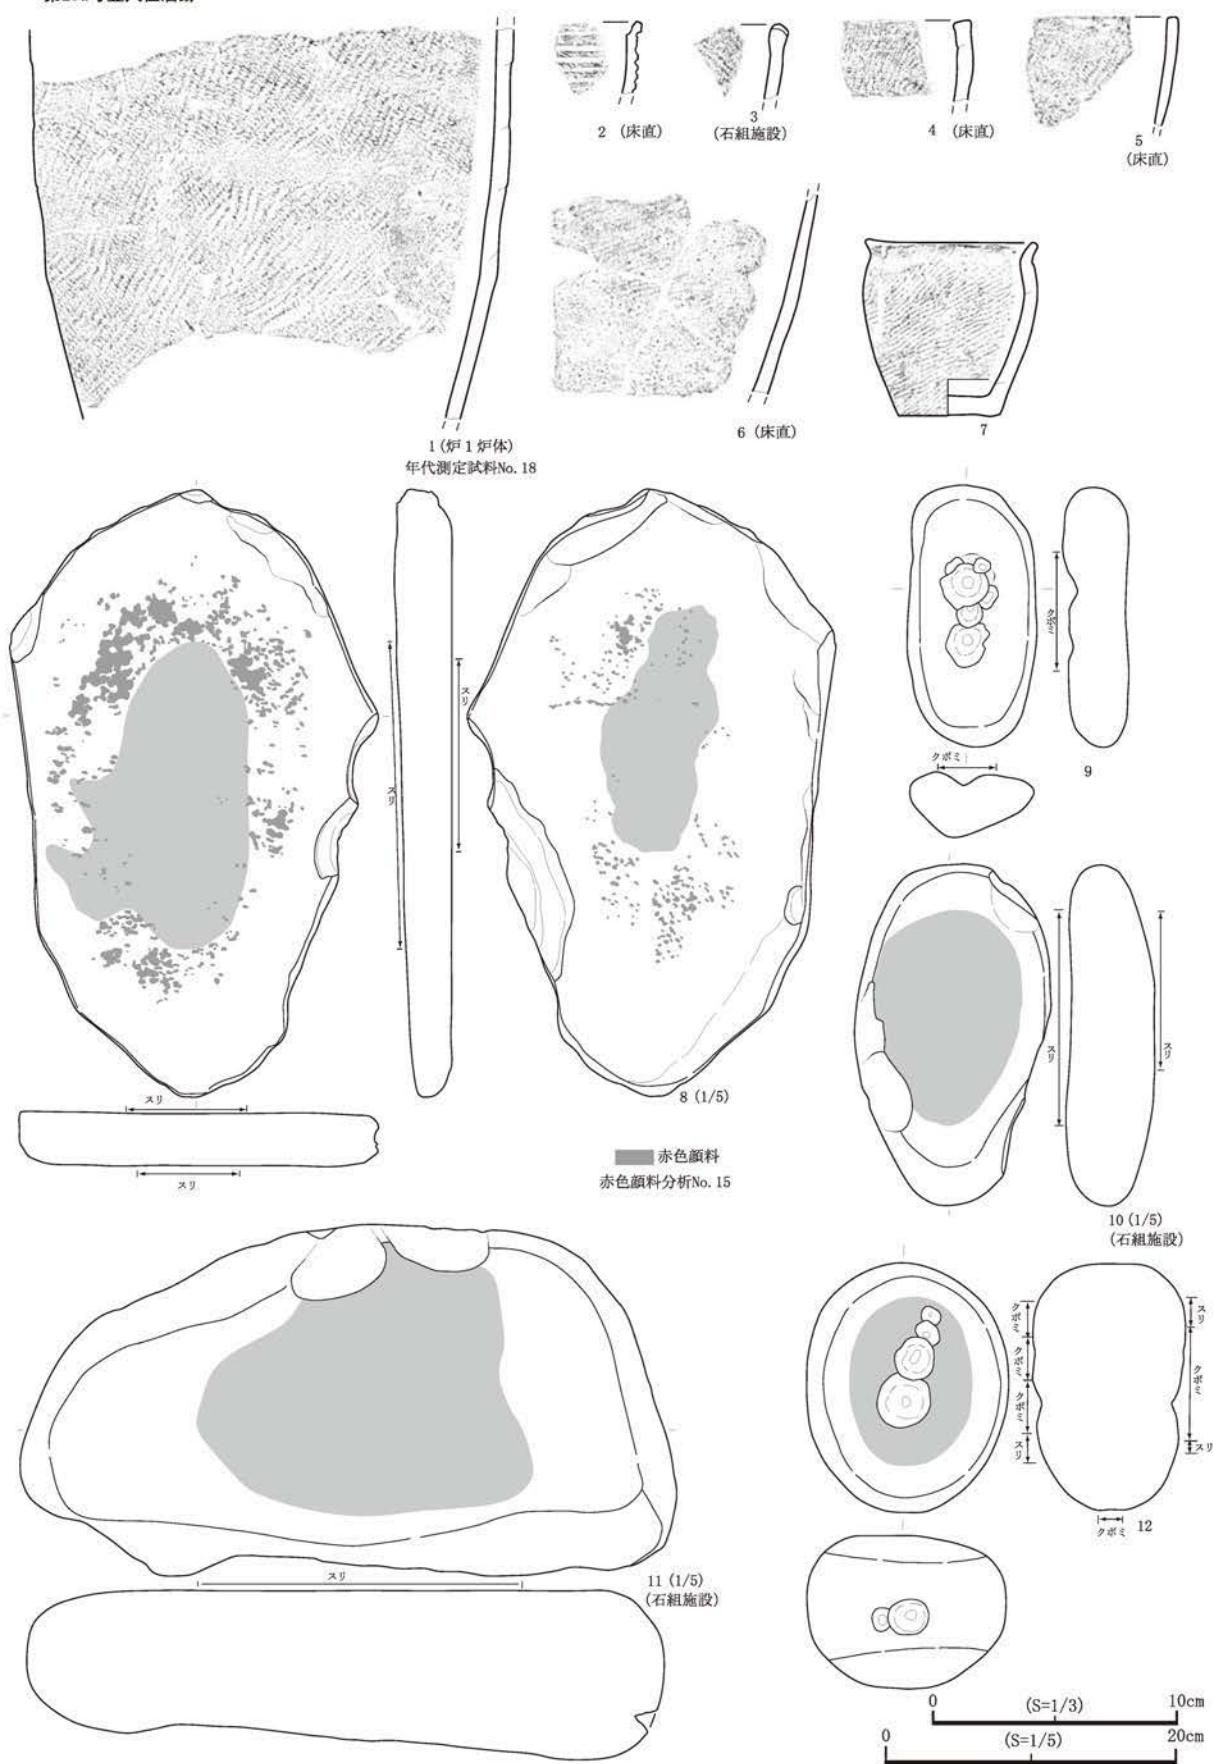 2 (床直)
3
(石組施設)
4 (床直)
5
(床直)
1 (炉1炉体)
年代測定試料No.18
6 (床直)
7
スリ
スリ
スリ
スリ
8 (1/5)
赤色顔料
赤色顔料分析No.15
クボミ
クボミ
9
スリ
スリ
10 (1/5)
(石組施設)
スリ
11 (1/5)
(石組施設)
クボミ
クボミ
クボミ
スリ
スリ
クボミ
スリ
クボミ
12
0 (S=1/3) 10cm
0 (S=1/5) 20cm